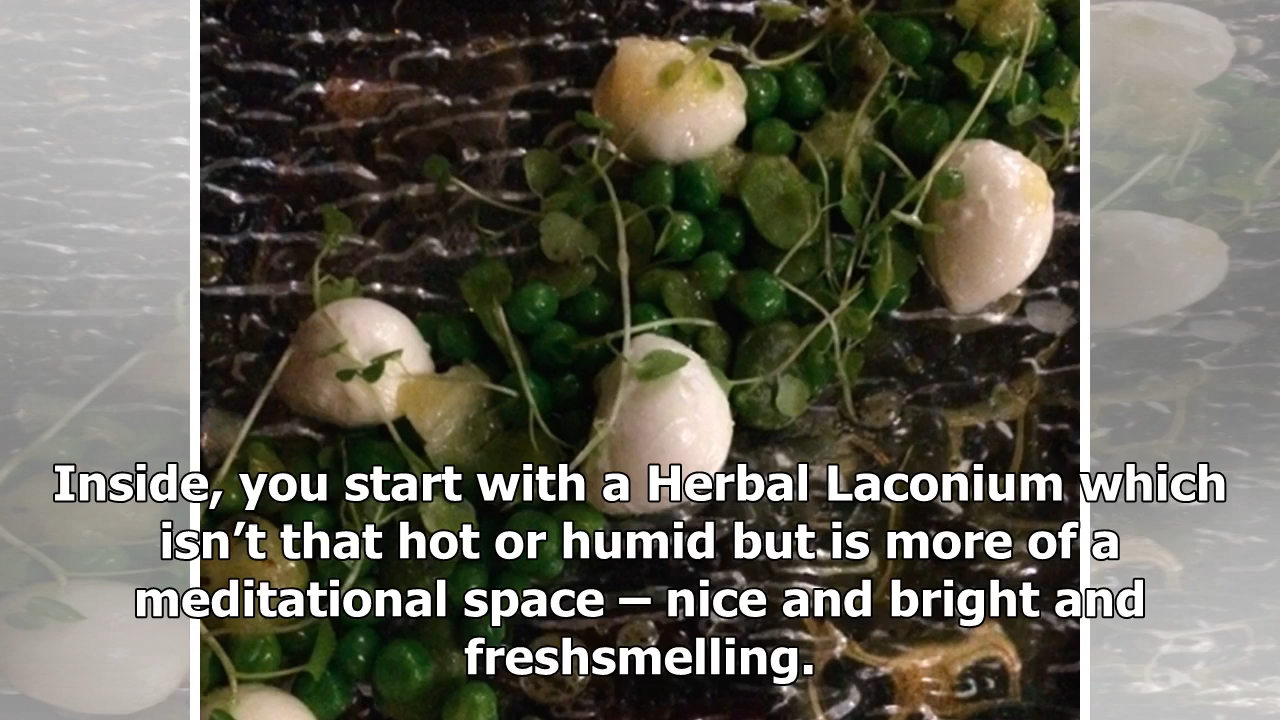 Inside, you start with a Herbal Laconium which
isn’t that hot or humid but is more of a
meditational space – nice and bright and
freshsmelling.